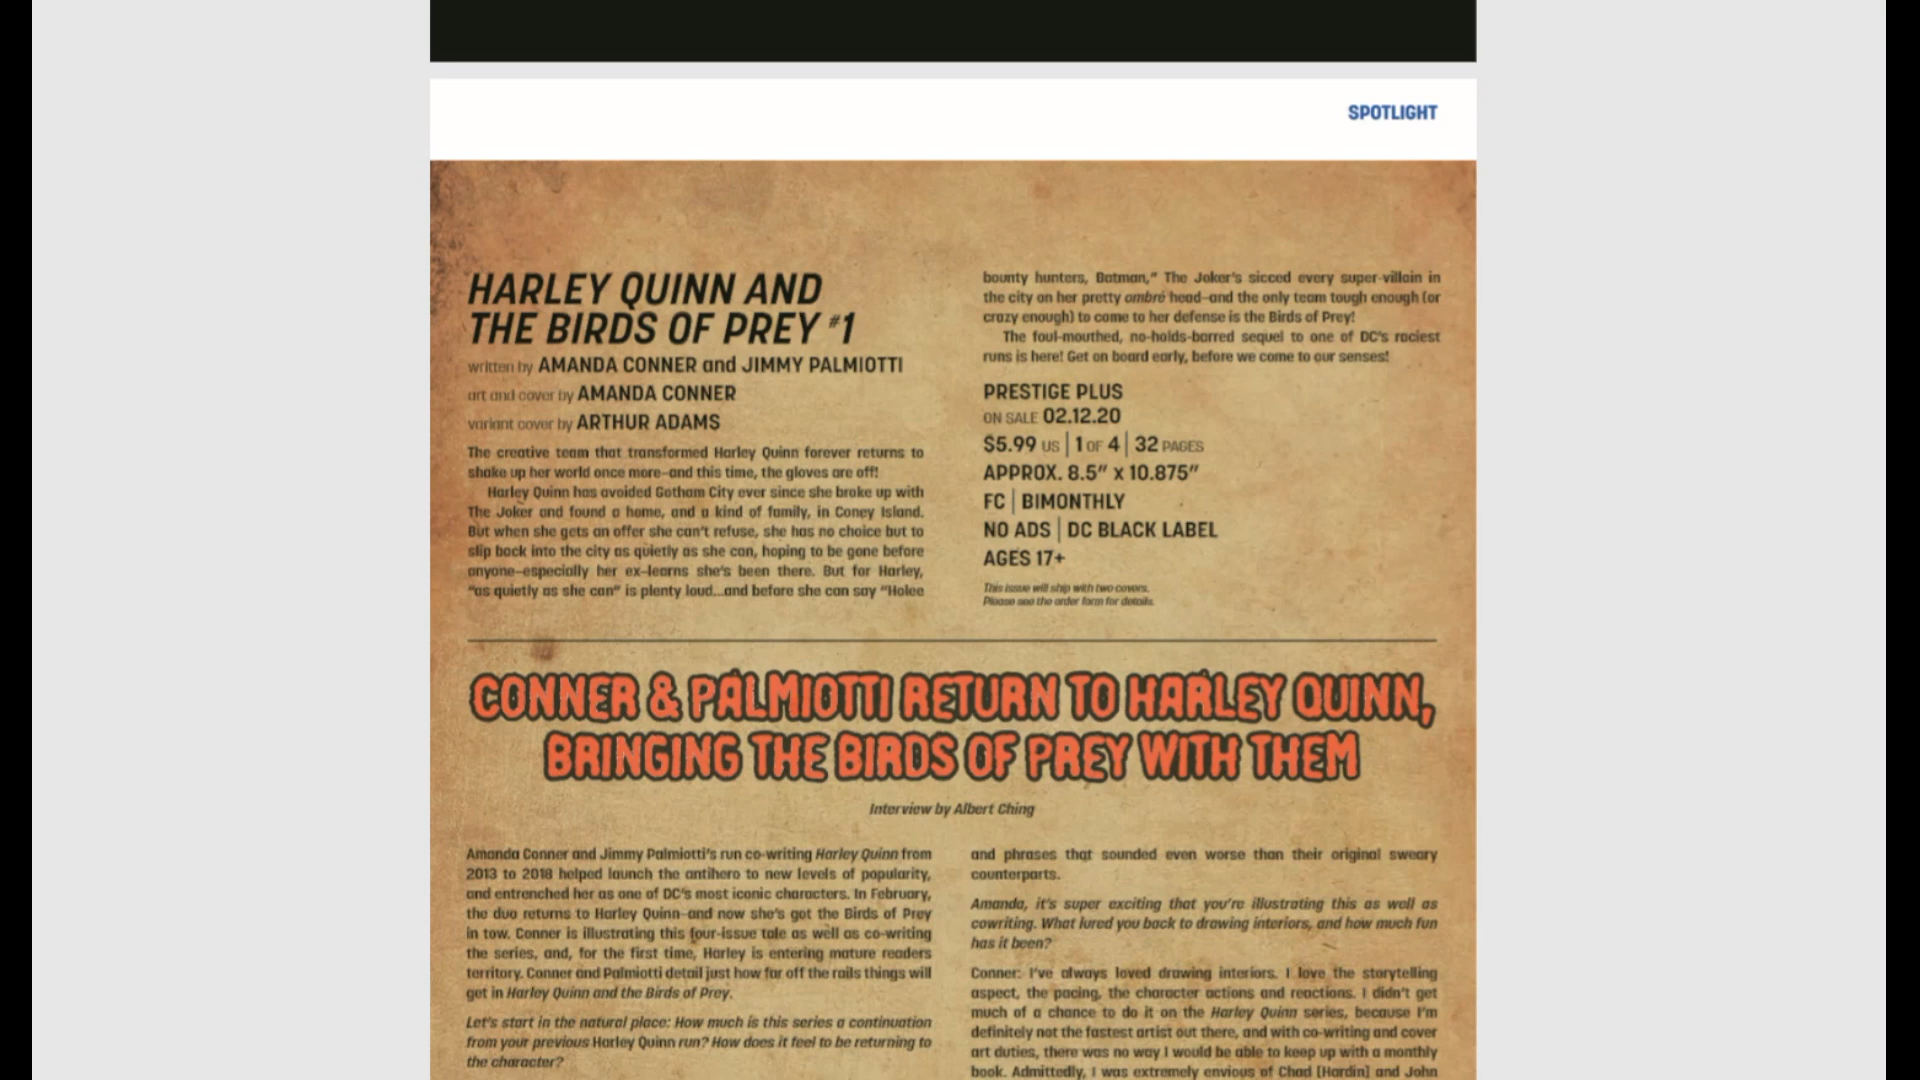 SPOTLIGHT
HARLEY QUINN AND
THE BIRDS OF PREY #1
written by AMANDA CONNER and JIMMY PALMIOTTI
art and cover by AMANDA CONNER
variant cover by ARTHUR ADAMS
The creative team that transformed Harley Quinn forever returns to
shake up her world once more—and this time, the gloves are off!
Harley Quinn has avoided Gotham City ever since she broke up with
The Joker and found a home, and a kind of family, in Coney Island.
But when she gets an offer she can't refuse, she has no choice but to
slip back into the city as quietly as she can, hoping to be gone before
anyone—especially her ex—learns she's been there. But for Harley,
"as quietly as she can" is plenty loud...and before she can say "Holee
bounty hunters, Batman," The Joker's sicced every super-villain in
the city on her pretty ombré head—and the only team tough enough (or
crazy enough) to come to her defense is the Birds of Prey!
The foul-mouthed, no-holds-barred sequel to one of DC's raciest
runs is here! Get on board early, before we come to our senses!
PRESTIGE PLUS
ON SALE 02.12.20
$5.99 US | 1 OF 4 | 32 PAGES
APPROX. 8.5" x 10.875"
FC | BIMONTHLY
NO ADS | DC BLACK LABEL
AGES 17+
This issue will ship with two covers.
Please see the order form for details.
CONNER & PALMIOTTI RETURN TO HARLEY QUINN,
BRINGING THE BIRDS OF PREY WITH THEM
Interview by Albert Ching
Amanda Conner and Jimmy Palmiotti's run co-writing Harley Quinn from
2013 to 2018 helped launch the antihero to new levels of popularity,
and entrenched her as one of DC's most iconic characters. In February,
the duo returns to Harley Quinn—and now she's got the Birds of Prey
in tow. Conner is illustrating this four-issue tale as well as co-writing
the series, and, for the first time, Harley is entering mature readers
territory. Conner and Palmiotti detail just how far off the rails things will
get in Harley Quinn and the Birds of Prey.
Let's start in the natural place: How much is this series a continuation
from your previous Harley Quinn run? How does it feel to be returning to
the character?
and phrases that sounded even worse than their original sweary
counterparts.
Amanda, it's super exciting that you're illustrating this as well as
cowriting. What lured you back to drawing interiors, and how much fun
has it been?
Conner: I've always loved drawing interiors. I love the storytelling
aspect, the pacing, the character actions and reactions. I didn't get
much of a chance to do it on the Harley Quinn series, because I'm
definitely not the fastest artist out there, and with co-writing and cover
art duties, there was no way I would be able to keep up with a monthly
book. Admittedly, I was extremely envious of Chad [Hardin] and John